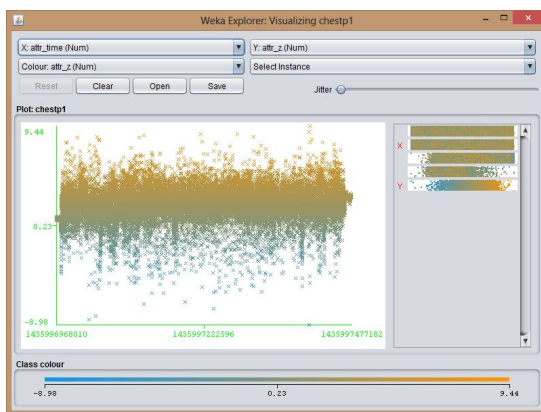 Weka Explorer: Visualizing chestp1
X: attr_time (Num)
Y: attr_z (Num)
Colour: attr_z (Num)
Select Instance
Reset
Clear
Open
Save
Jitter
Plot: chestp1
9.44
0.23
-8.98
1435996968010
1435997222596
1435997477182
X
Y
Class colour
-8.98
0.23
9.44